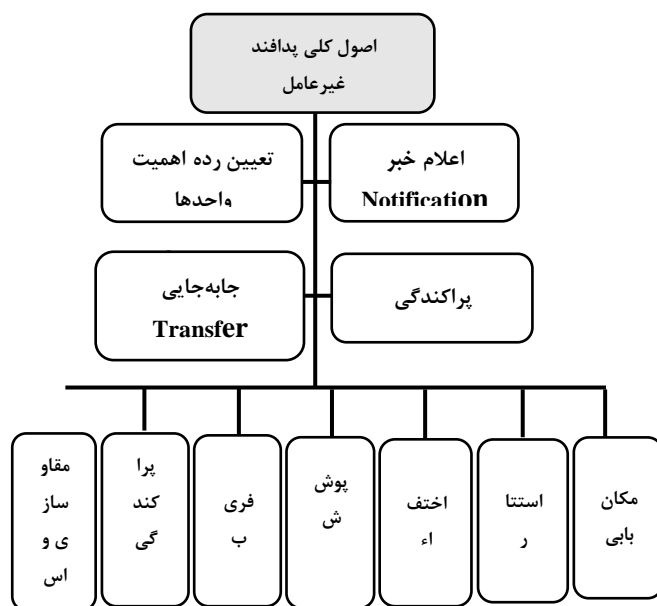 اصول کلی پدافند
غیرعامل
اعلام خبر
Notification
تعیین رده اهمیت
واحدها
پراکندگی
جابه‌جایی
Transfer
مکان
بابی
استتا
ر
اختف
اء
پوش
ش
فری
ب
پرا
کند
گی
مقاو
ساز
ی و
اس